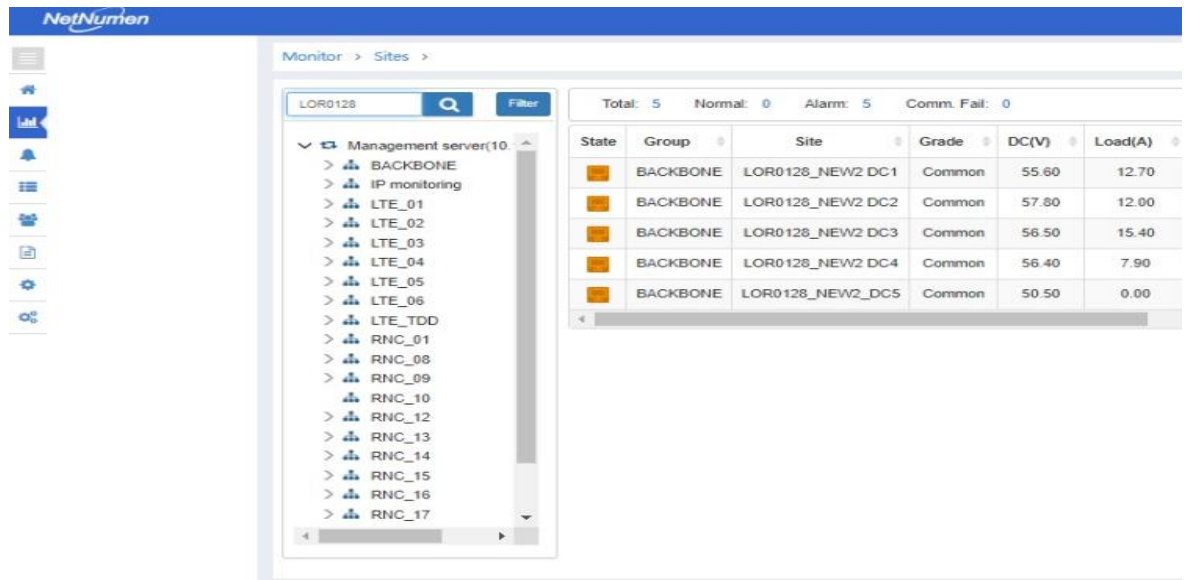 NetNumen
Monitor > Sites >
LOR0128 Filter
Total: 5 Normal: 0 Alarm: 5 Comm. Fail: 0
Management server(10.
BACKBONE
IP monitoring
LTE_01
LTE_02
LTE_03
LTE_04
LTE_05
LTE_06
LTE_TDD
RNC_01
RNC_08
RNC_09
RNC_10
RNC_12
RNC_13
RNC_14
RNC_15
RNC_16
RNC_17
State Group Site Grade DC(V) Load(A)
BACKBONE LOR0128_NEW2 DC1 Common 55.60 12.70
BACKBONE LOR0128_NEW2 DC2 Common 57.80 12.00
BACKBONE LOR0128_NEW2 DC3 Common 56.50 15.40
BACKBONE LOR0128_NEW2 DC4 Common 56.40 7.90
BACKBONE LOR0128_NEW2_DC5 Common 50.50 0.00